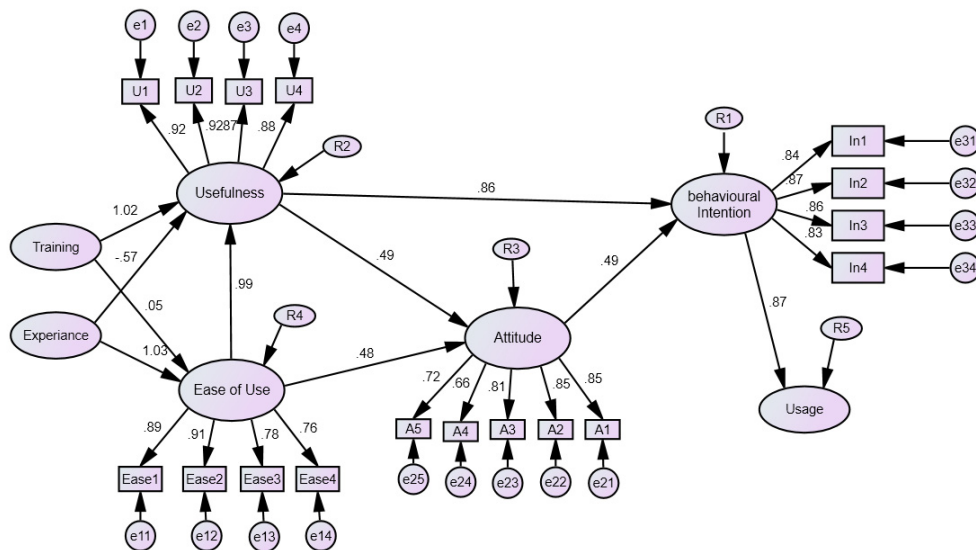 e1
e2
e3
e4
U1
U2
U3
U4
.92
.92
.87
.88
R2
Usefulness
R1
.84
In1
e31
.87
In2
e32
.86
In3
e33
.83
In4
e34
behavioural
Intention
.86
Training
1.02
-.57
Experiance
.05
1.03
.99
.49
R3
.49
R4
Attitude
.87
R5
Ease of Use
.48
Usage
.72
.66
.81
.85
.85
A5
A4
A3
A2
A1
e25
e24
e23
e22
e21
.89
.91
.78
.76
Ease1
Ease2
Ease3
Ease4
e11
e12
e13
e14